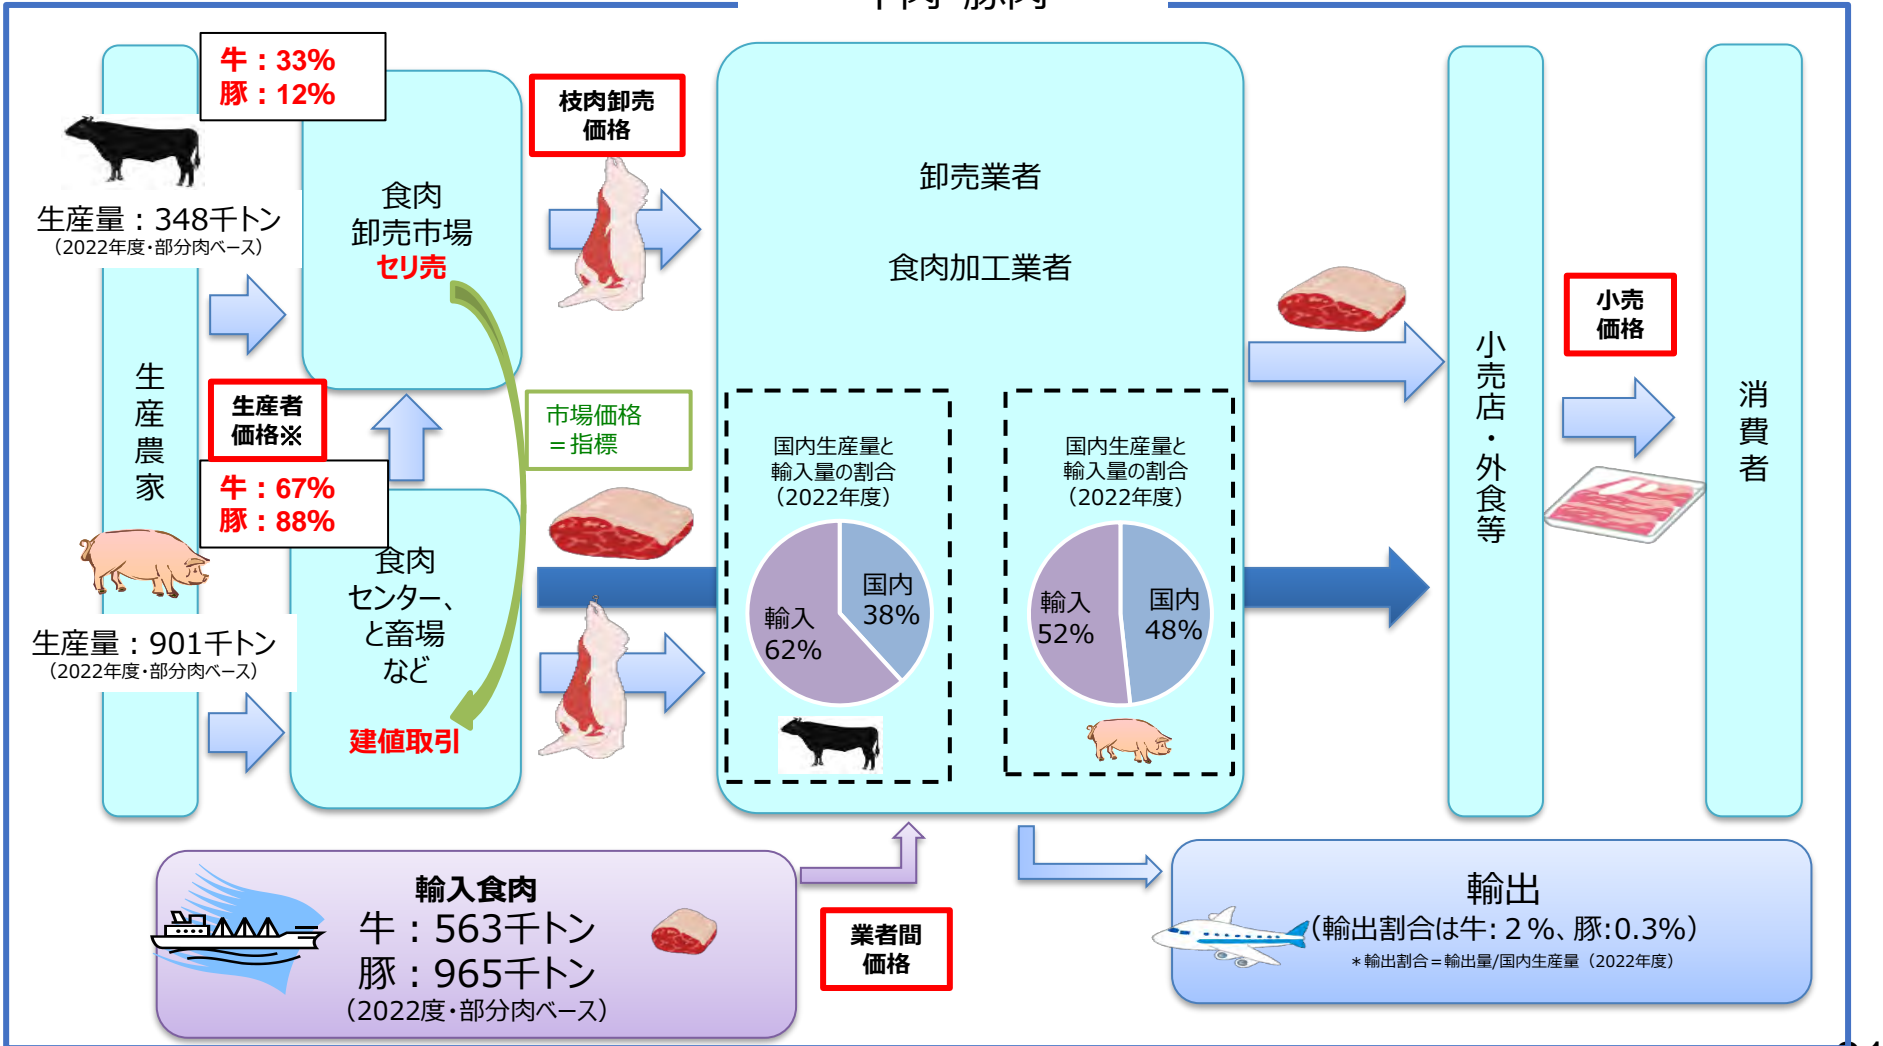 牛：33%
豚：12%
枝肉卸売
価格
生産量：348千トン
（2022年度・部分肉ベース）
食肉
卸売市場
セリ売
卸売業者
食肉加工業者
小売
価格
生産農家
生産者
価格※
牛：67%
豚：88%
市場価格
＝指標
国内生産量と
輸入量の割合
（2022年度）
国内
38%
輸入
62%
国内生産量と
輸入量の割合
（2022年度）
輸入
52%
国内
48%
小売店・外食等
消費者
食肉
センター、
と畜場
など
建値取引
生産量：901千トン
（2022年度・部分肉ベース）
輸入食肉
牛：563千トン
豚：965千トン
（2022度・部分肉ベース）
業者間
価格
輸出
（輸出割合は牛:２%、豚:0.3%）
＊輸出割合＝輸出量/国内生産量（2022年度）